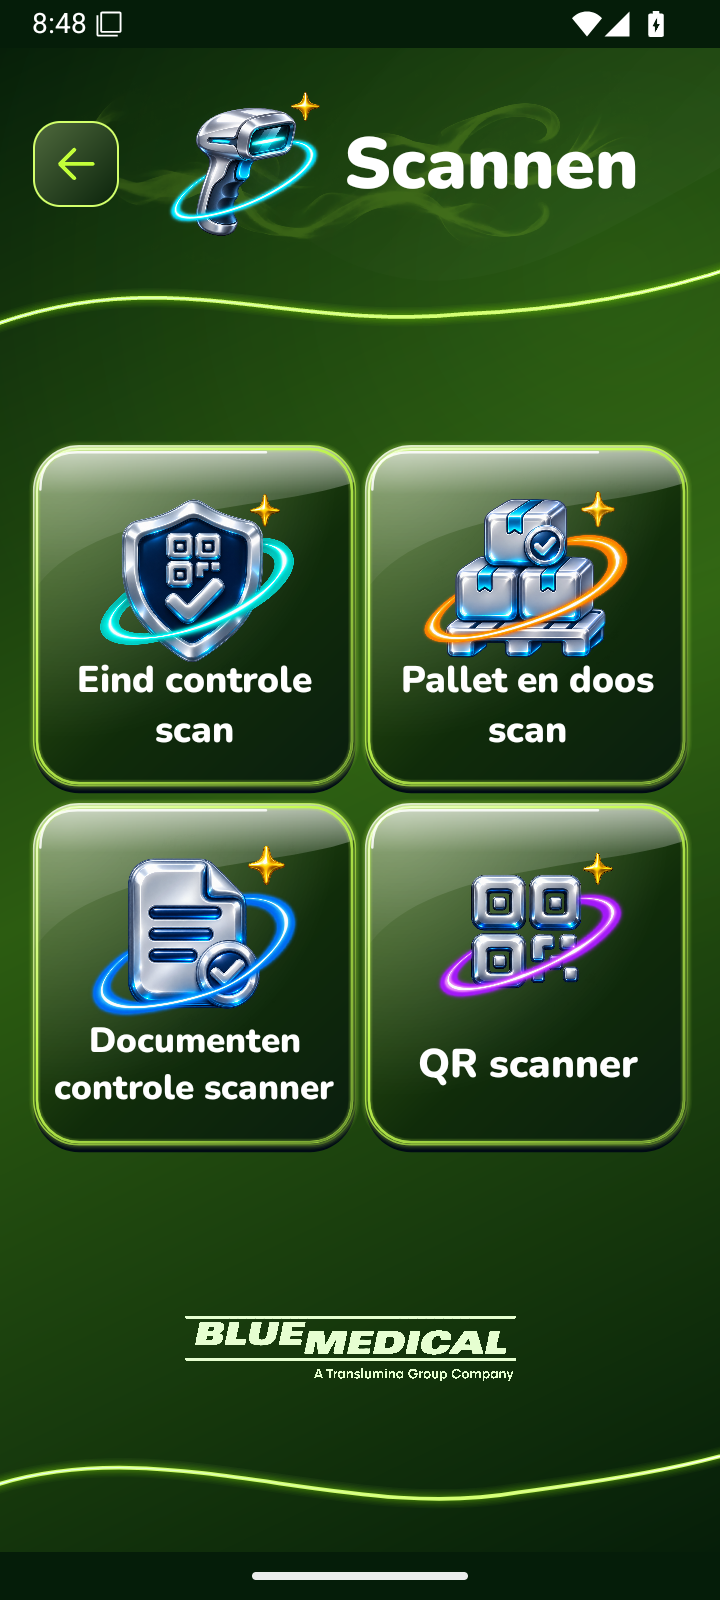 8:48
Scannen
Eind controle
scan
Pallet en doos
scan
Documenten
controle scanner
QR scanner
BLUEMEDICAL
A Translumina Group Company